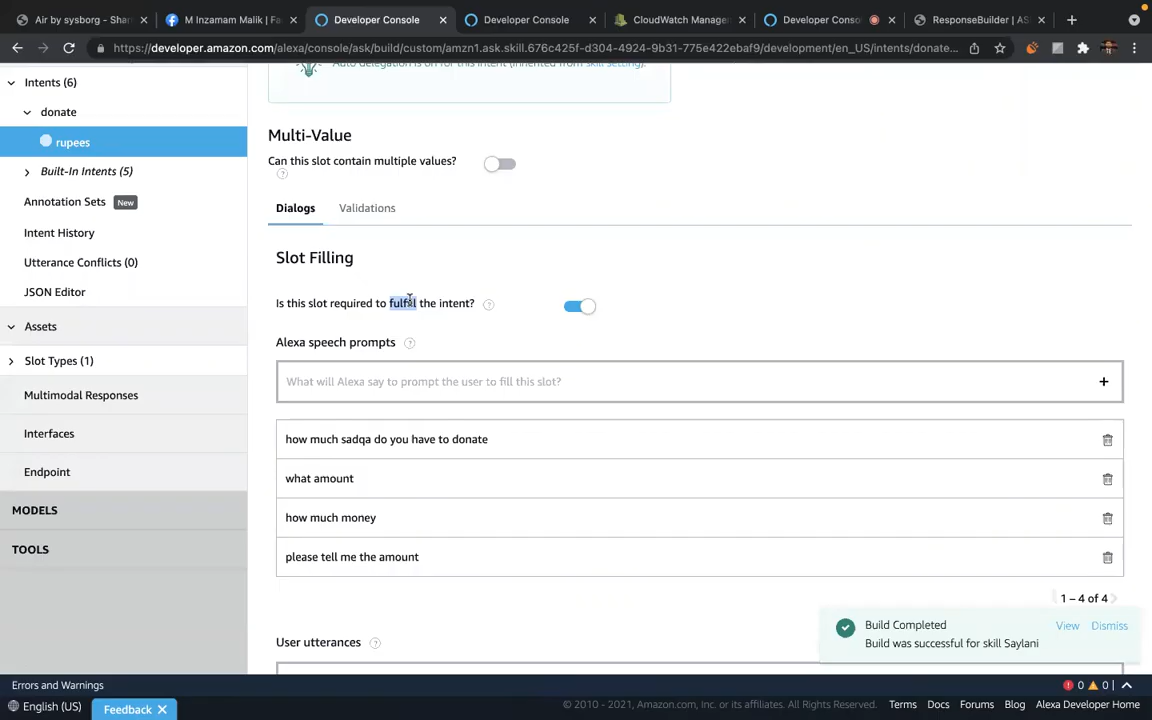 Air by sysborg - Shar
M Inzamam Malik | Fa
Developer Console
Developer Console
CloudWatch Manage
Developer Conso
ResponseBuilder | AS
https://developer.amazon.com/alexa/console/ask/build/custom/amzn1.ask.skill.676c425f-d304-4924-9b31-775e422ebaf9/development/en_US/intents/donate...
Intents (6)
donate
rupees
Built-In Intents (5)
Annotation Sets New
Intent History
Utterance Conflicts (0)
JSON Editor
Assets
Slot Types (1)
Multimodal Responses
Interfaces
Endpoint
MODELS
TOOLS
Auto delegation is on for this intent (inherited from skill setting).
Multi-Value
Can this slot contain multiple values?
Dialogs Validations
Slot Filling
Is this slot required to fulfill the intent?
Alexa speech prompts
What will Alexa say to prompt the user to fill this slot?
how much sadqa do you have to donate
what amount
how much money
please tell me the amount
1 – 4 of 4
User utterances
Build Completed View Dismiss
Build was successful for skill Saylani
Errors and Warnings 0 0
English (US) Feedback © 2010 - 2021, Amazon.com, Inc. or its affiliates. All Rights Reserved. Terms Docs Forums Blog Alexa Developer Home